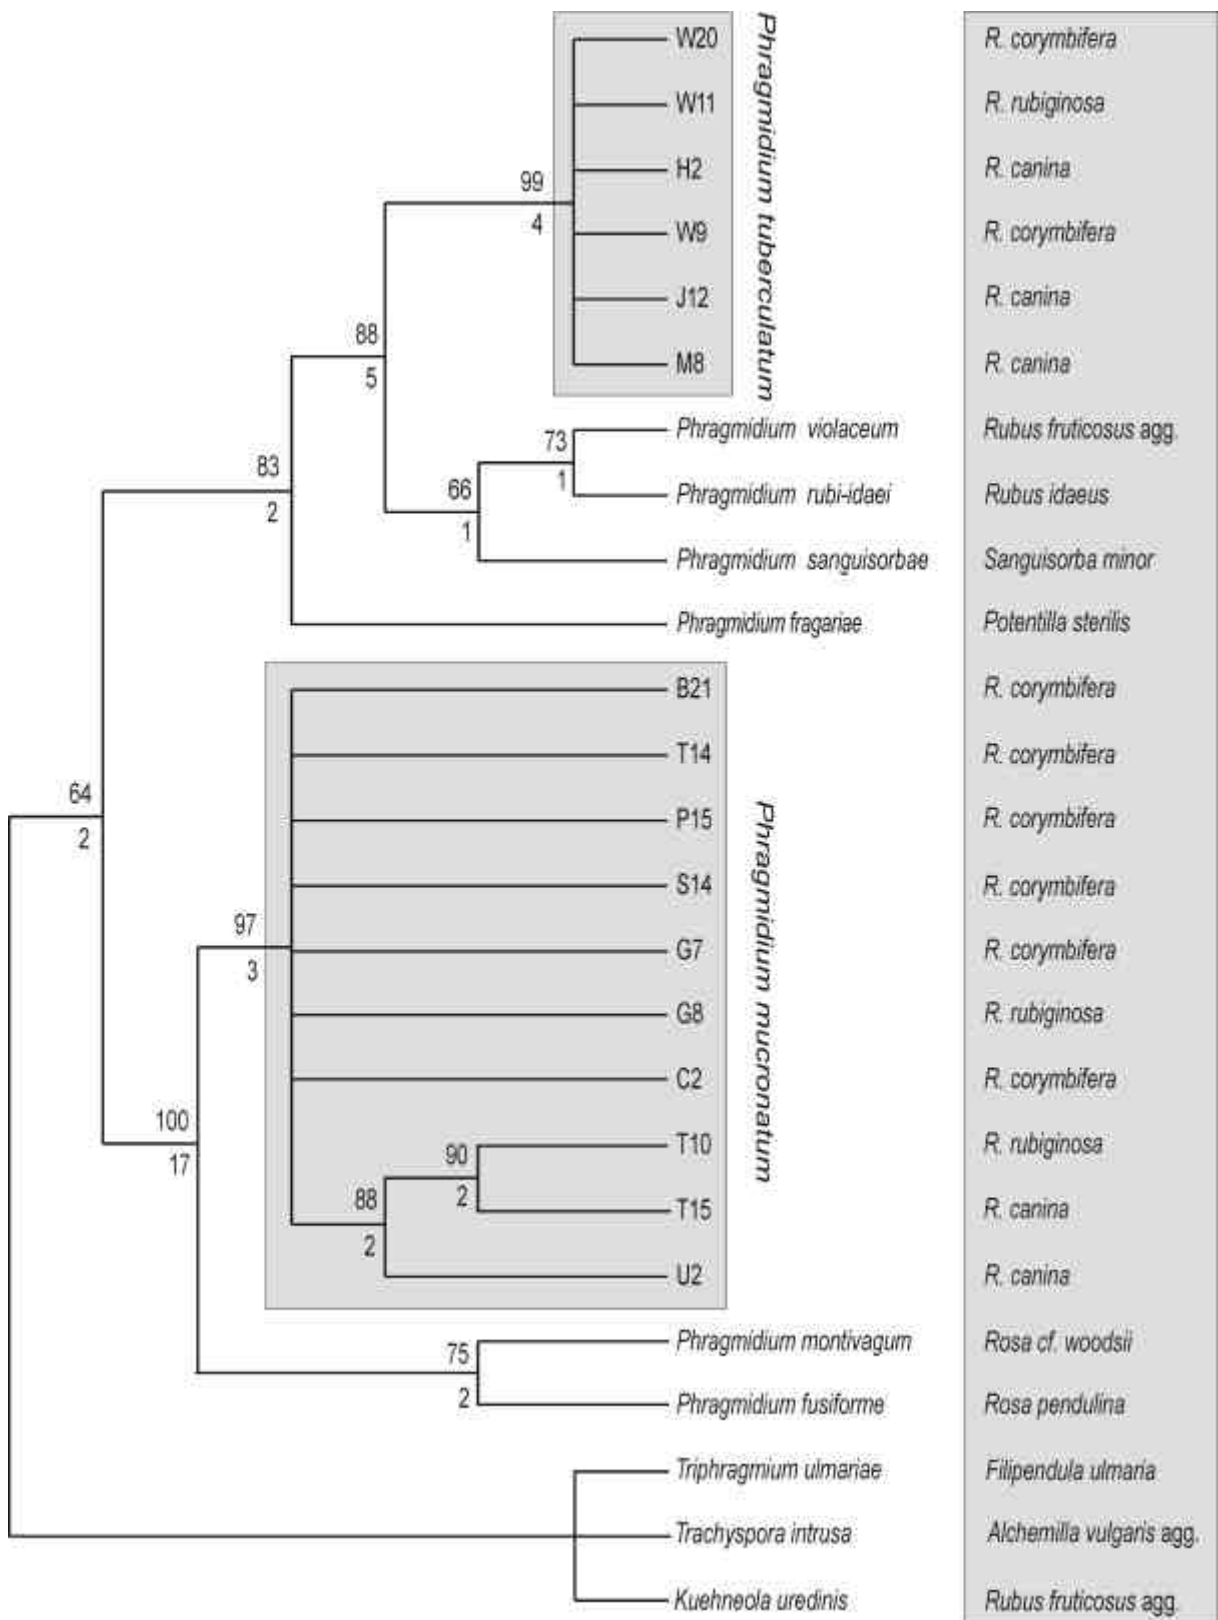 W20 R. corymbifera
W11 R. rubiginosa
H2 R. canina
99
W9 R. corymbifera
4
J12 R. canina
88
M8 R. canina
5
Phragmidium tuberculatum
Phragmidium violaceum Rubus fruticosus agg.
73
83
1
Phragmidium rubi-idaei Rubus idaeus
66
2
1
Phragmidium sanguisorbae Sanguisorba minor
Phragmidium fragariae Potentilla sterilis
B21 R. corymbifera
T14 R. corymbifera
64
P15 R. corymbifera
2
S14 R. corymbifera
97
G7 R. corymbifera
3
G8 R. rubiginosa
C2 R. corymbifera
100
T10 R. rubiginosa
90
17
2
88
T15 R. canina
2
U2 R. canina
Phragmidium mucronatum
Phragmidium montivagum Rosa cf. woodsii
75
2
Phragmidium fusiforme Rosa pendulina
Triphragmium ulmariae Filipendula ulmaria
Trachyspora intrusa Alchemilla vulgaris agg.
Kuehneola uredinis Rubus fruticosus agg.